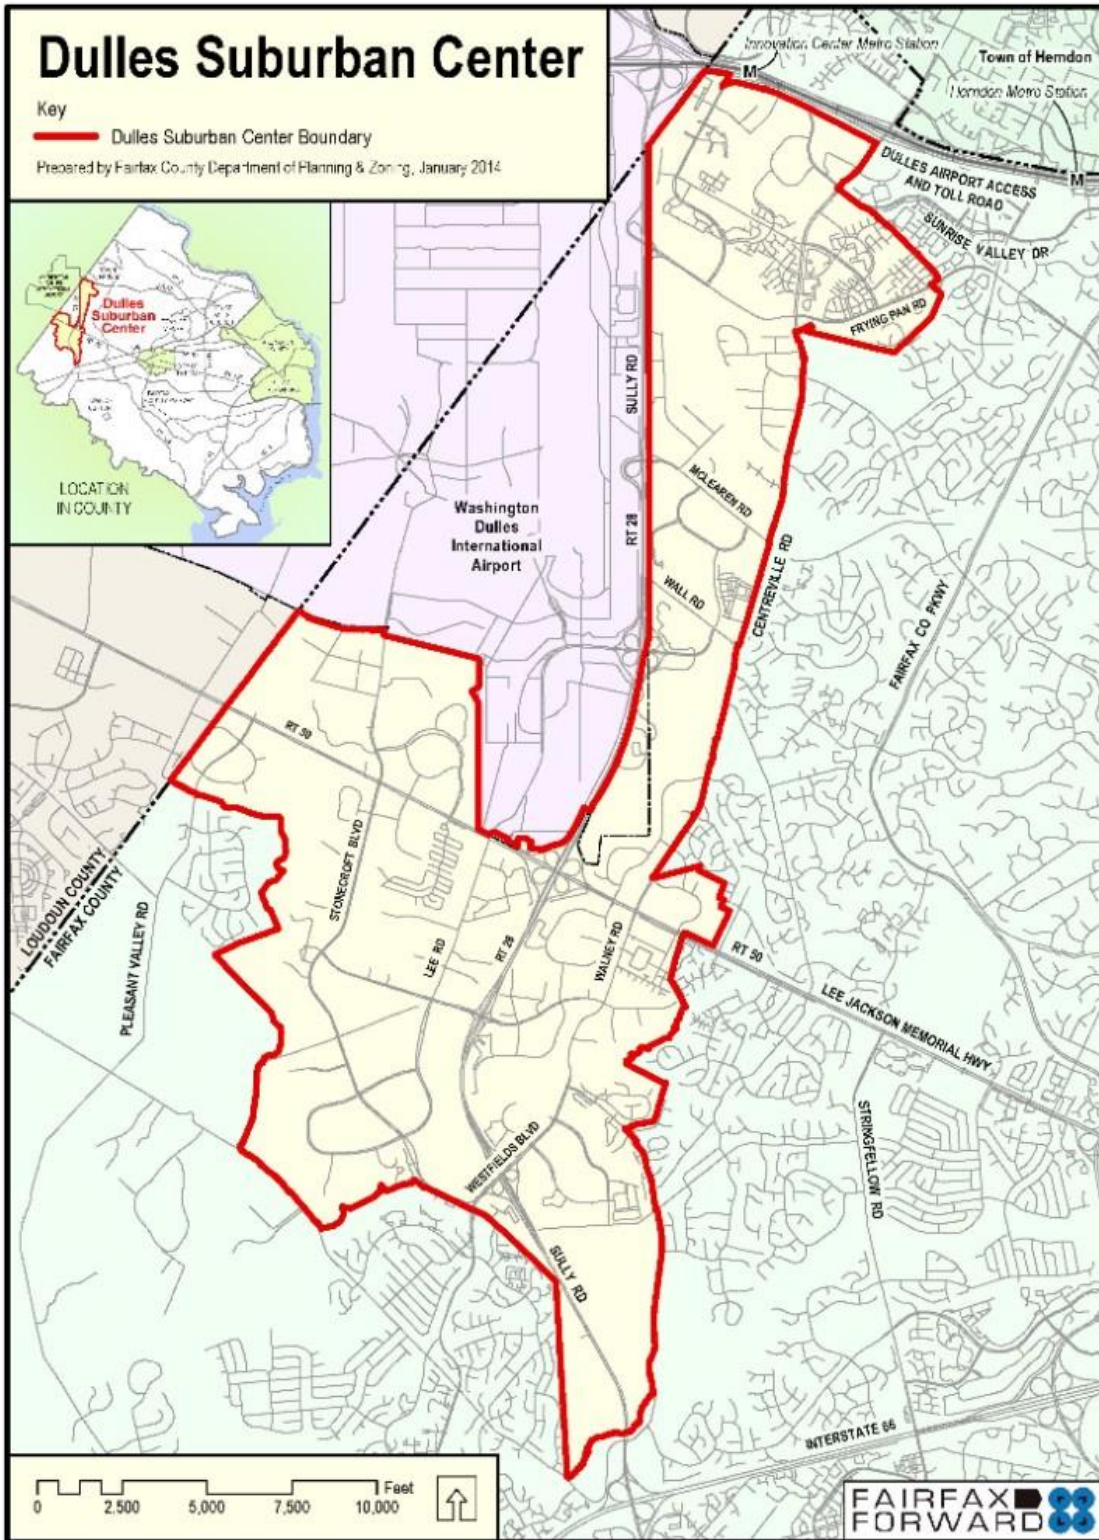 Dulles Suburban Center
Key
Dulles Suburban Center Boundary
Prepared by Fairfax County Department of Planning & Zoning, January 2014
Innovation Center Metro Station
Town of Herndon
Herndon Metro Station
M
M
DULLES AIRPORT ACCESS
AND TOLL ROAD
SUNRISE VALLEY DR
FRYING PAN RD
Dulles
Suburban
Center
LOCATION
IN COUNTY
SULLY RD
MCLEAREN RD
Washington
Dulles
International
Airport
RT 28
WALL RD
CENTREVILLE RD
FAIRFAX CO PKWY
RT 50
STONECROFT BLVD
LOUDOUN COUNTY
FAIRFAX COUNTY
PLEASANT VALLEY RD
LEE RD
RT 28
WALNEY RD
RT 50
LEE JACKSON MEMORIAL HWY
STRINGFELLOW RD
WESTFIELDS BLVD
SULLY RD
INTERSTATE 66
Feet
0 2,500 5,000 7,500 10,000
FAIRFAX
FORWARD